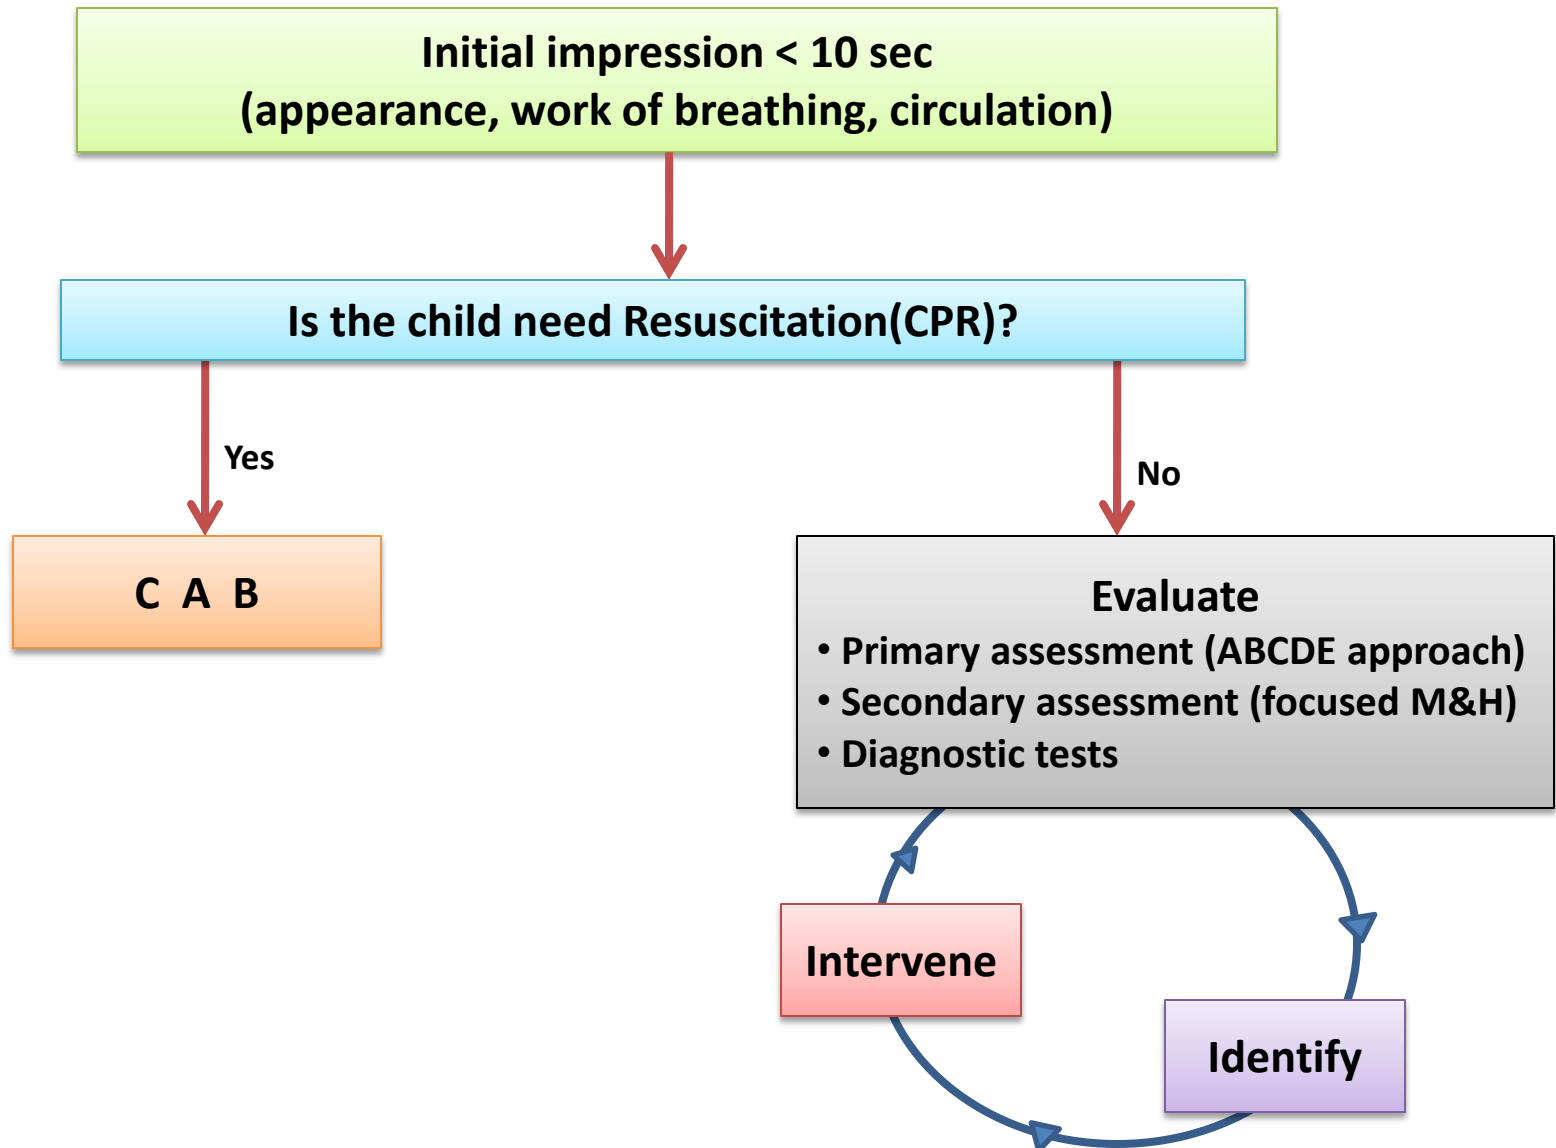 Initial impression < 10 sec
(appearance, work of breathing, circulation)
Is the child need Resuscitation(CPR)?
Yes
No
C A B
Evaluate
• Primary assessment (ABCDE approach)
• Secondary assessment (focused M&H)
• Diagnostic tests
Intervene
Identify